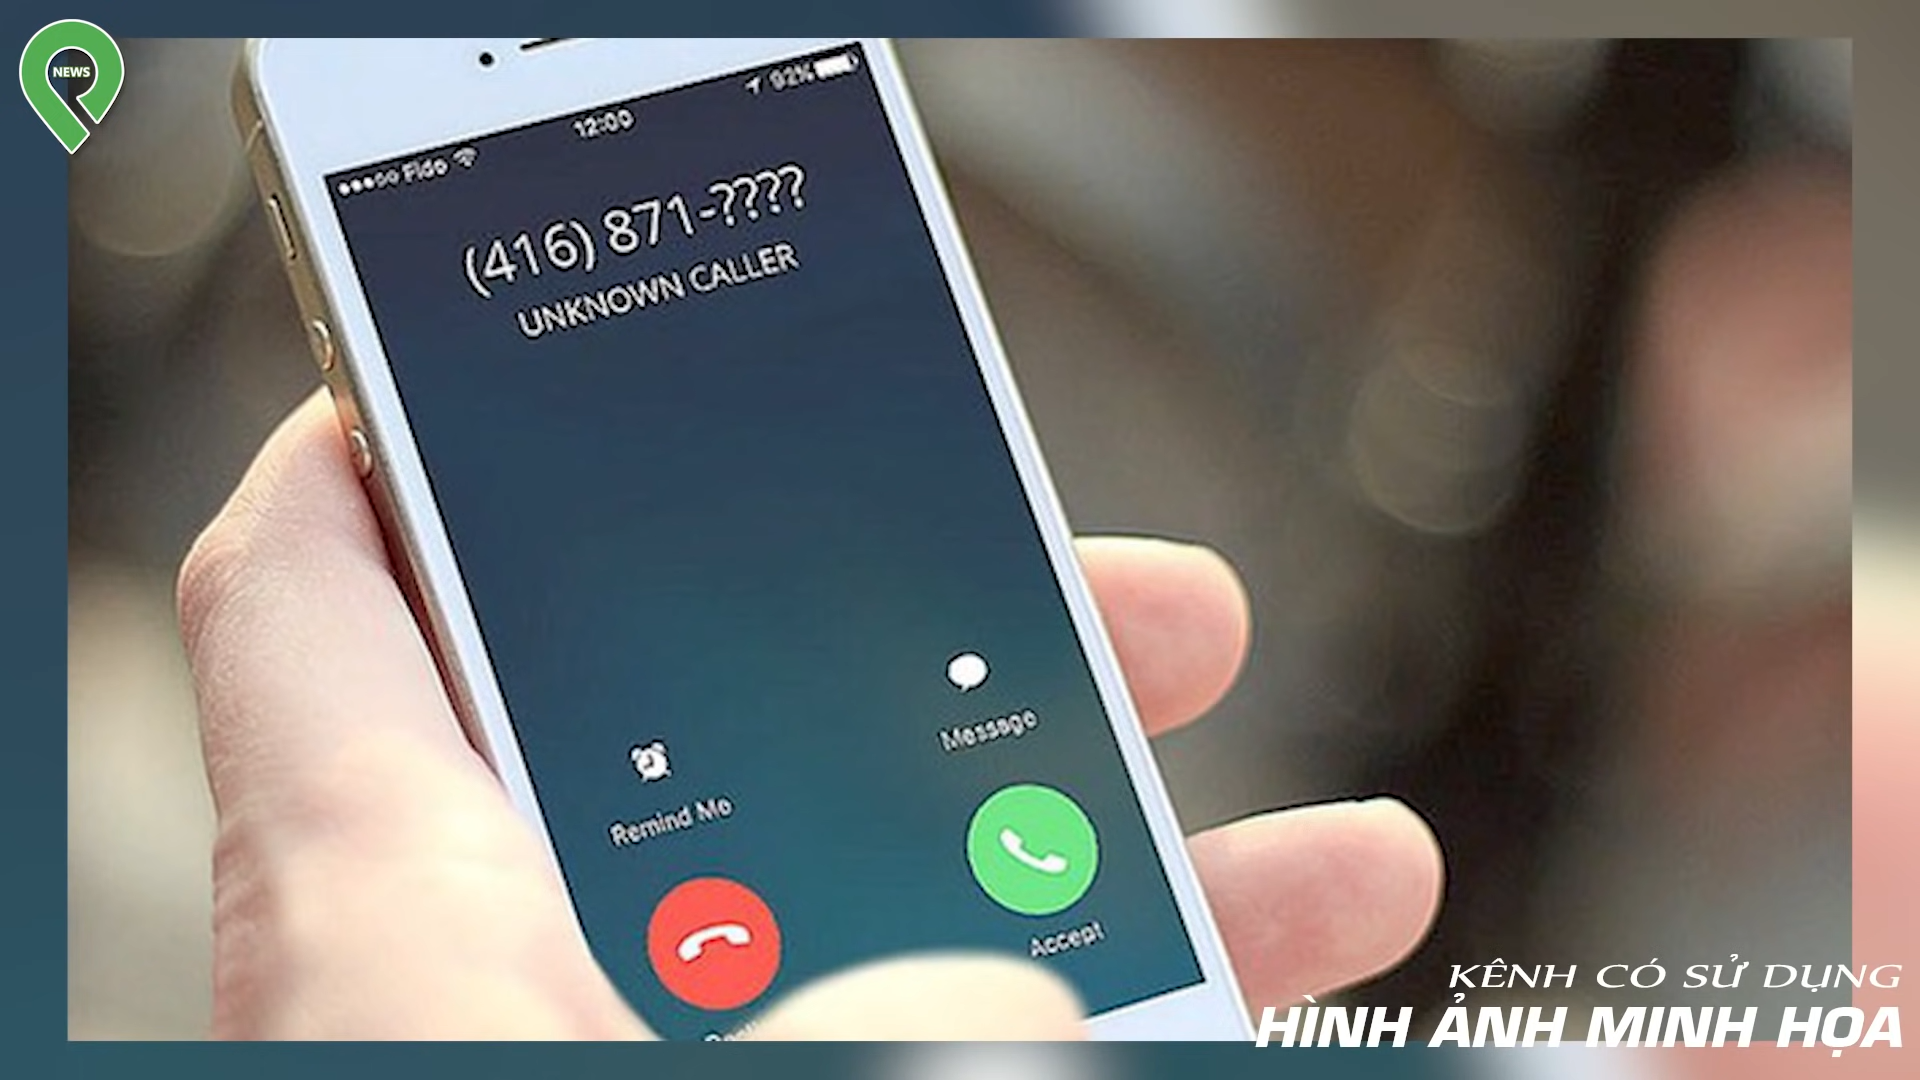 NEWS
92%
12:00
Fido
(416) 871-????
UNKNOWN CALLER
Message
Remind Me
Accept
KÊNH CÓ SỬ DỤNG
HÌNH ẢNH MINH HỌA